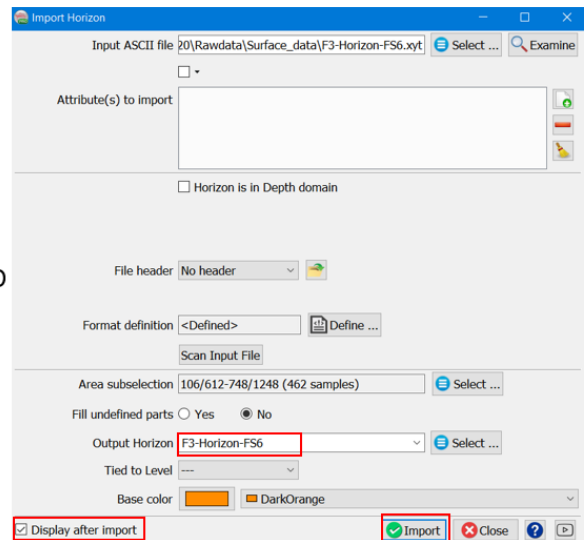 Import Horizon
Input ASCII file 20\Rawdata\Surface_data\F3-Horizon-FS6.xyt Select ... Examine
Attribute(s) to import
Horizon is in Depth domain
File header No header
Format definition <Defined> Define ...
Scan Input File
Area subselection 106/612-748/1248 (462 samples) Select ...
Fill undefined parts Yes No
Output Horizon F3-Horizon-FS6 Select ...
Tied to Level ---
Base color DarkOrange
Display after import Import Close ?